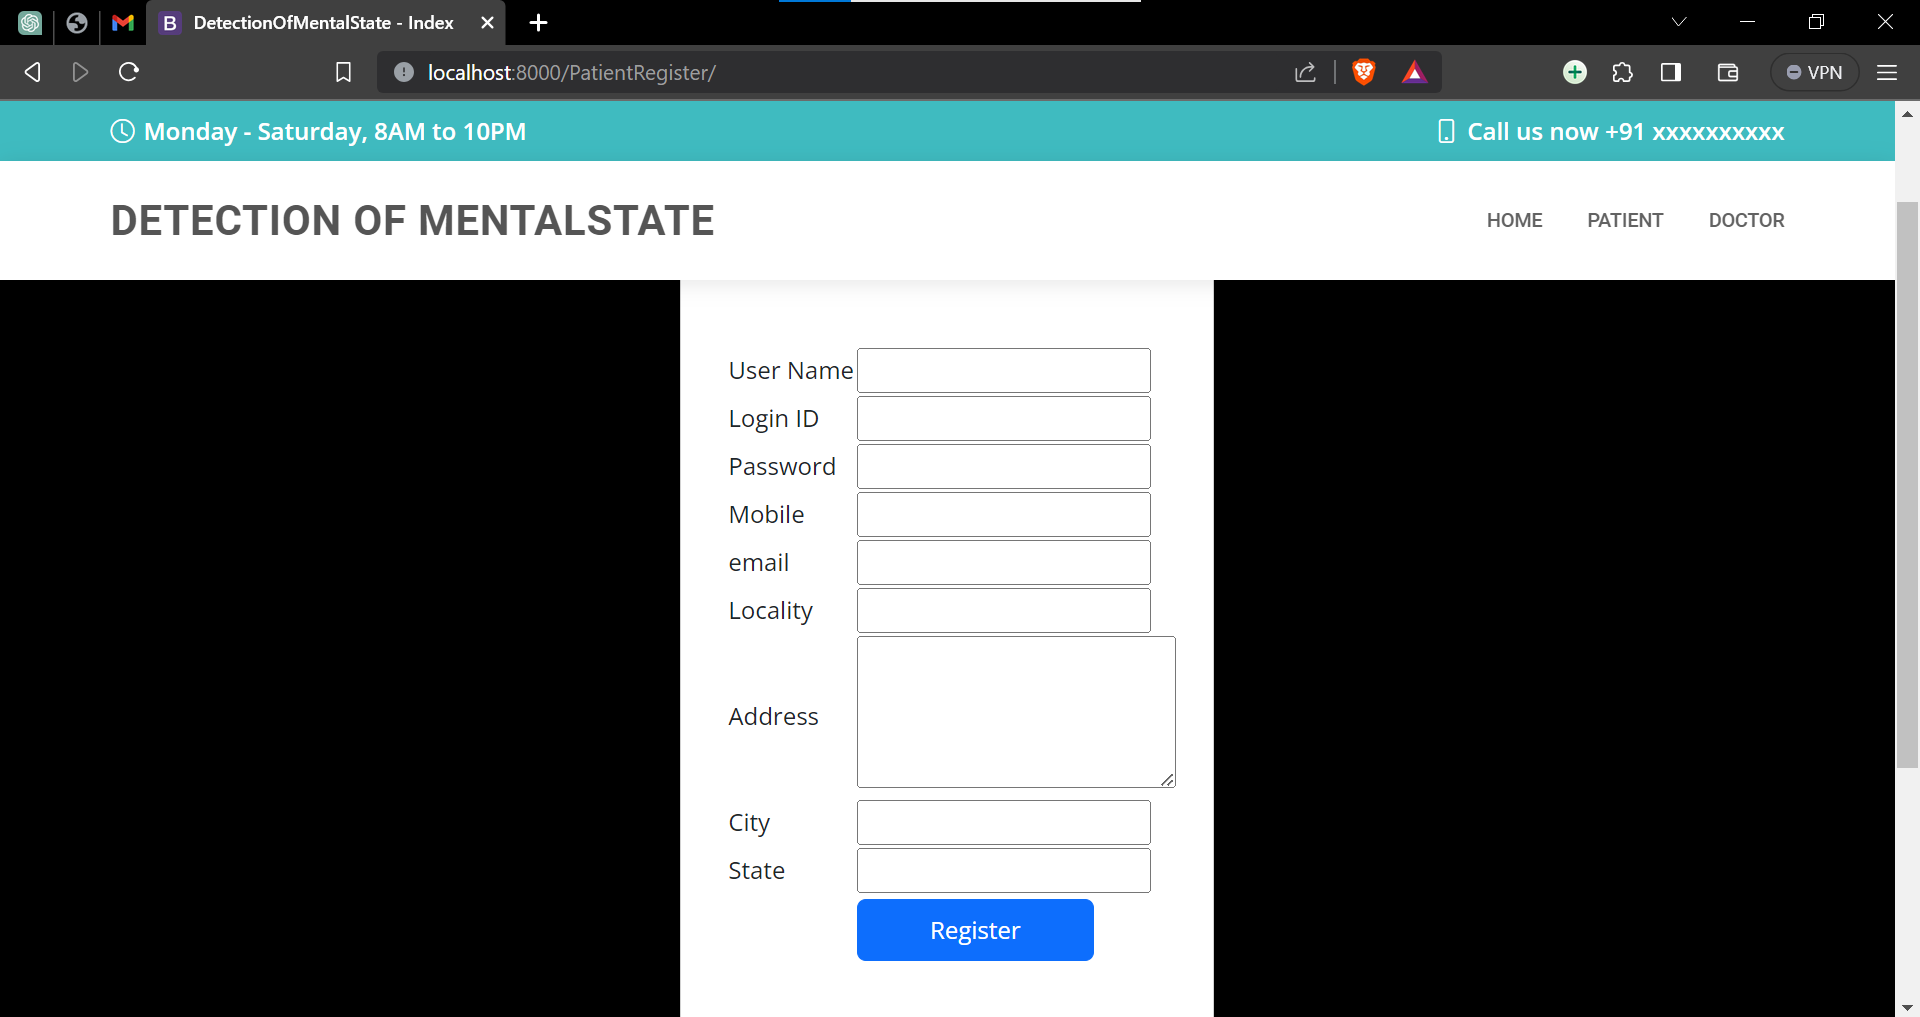 DetectionOfMentalState - Index
localhost:8000/PatientRegister/
VPN
Monday - Saturday, 8AM to 10PM
Call us now +91 xxxxxxxxxx
DETECTION OF MENTALSTATE
HOME PATIENT DOCTOR
User Name
Login ID
Password
Mobile
email
Locality
Address
City
State
Register